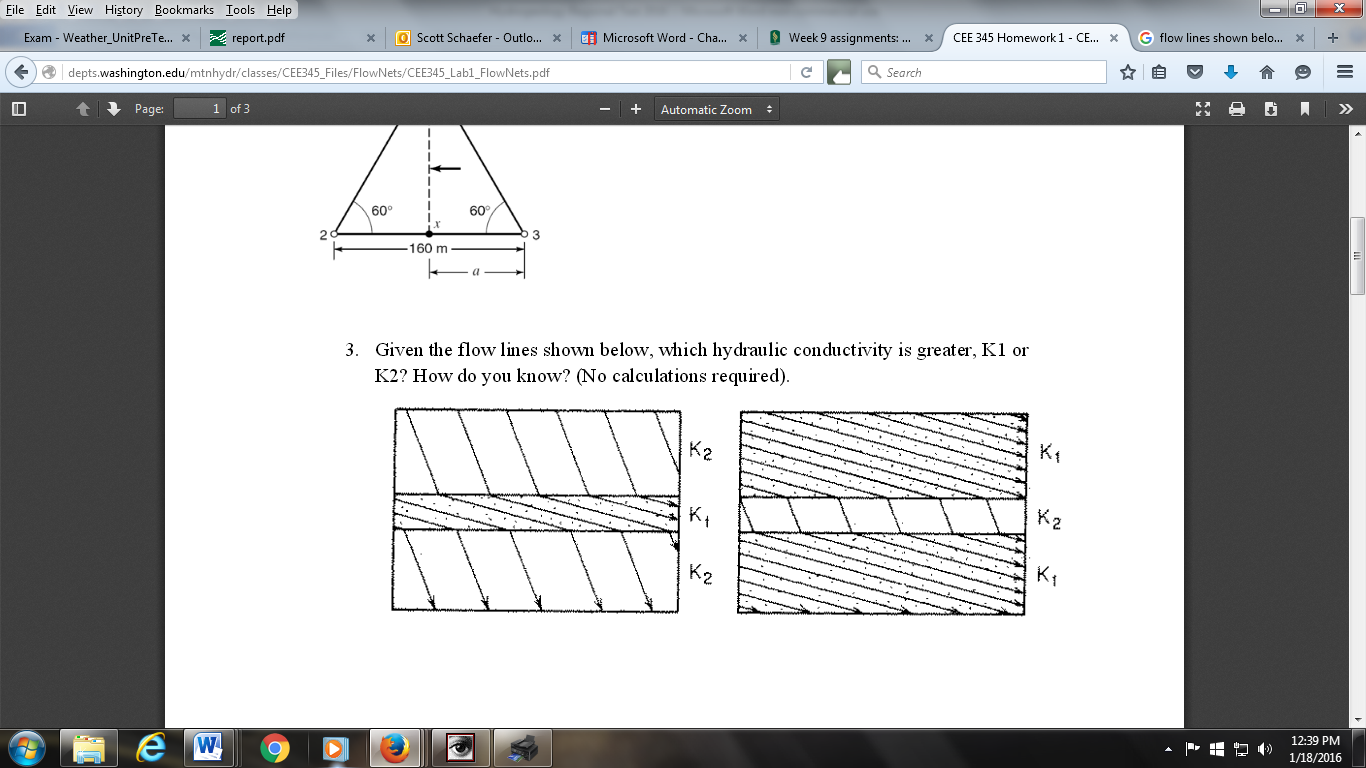 File Edit View History Bookmarks Tools Help
Exam - Weather_UnitPreTe... × report.pdf × Scott Schaefer - Outlo... × Microsoft Word - Cha... × Week 9 assignments: ... × CEE 345 Homework 1 - CE... × flow lines shown belo... × +
depts.washington.edu/mtnhydr/classes/CEE345_Files/FlowNets/CEE345_Lab1_FlowNets.pdf Search
Page: 1 of 3 − + Automatic Zoom
60° 60°
x
2 3
160 m
a
3. Given the flow lines shown below, which hydraulic conductivity is greater, K1 or
K2? How do you know? (No calculations required).
K2 K1
K1 K2
K2 K1
12:39 PM
1/18/2016